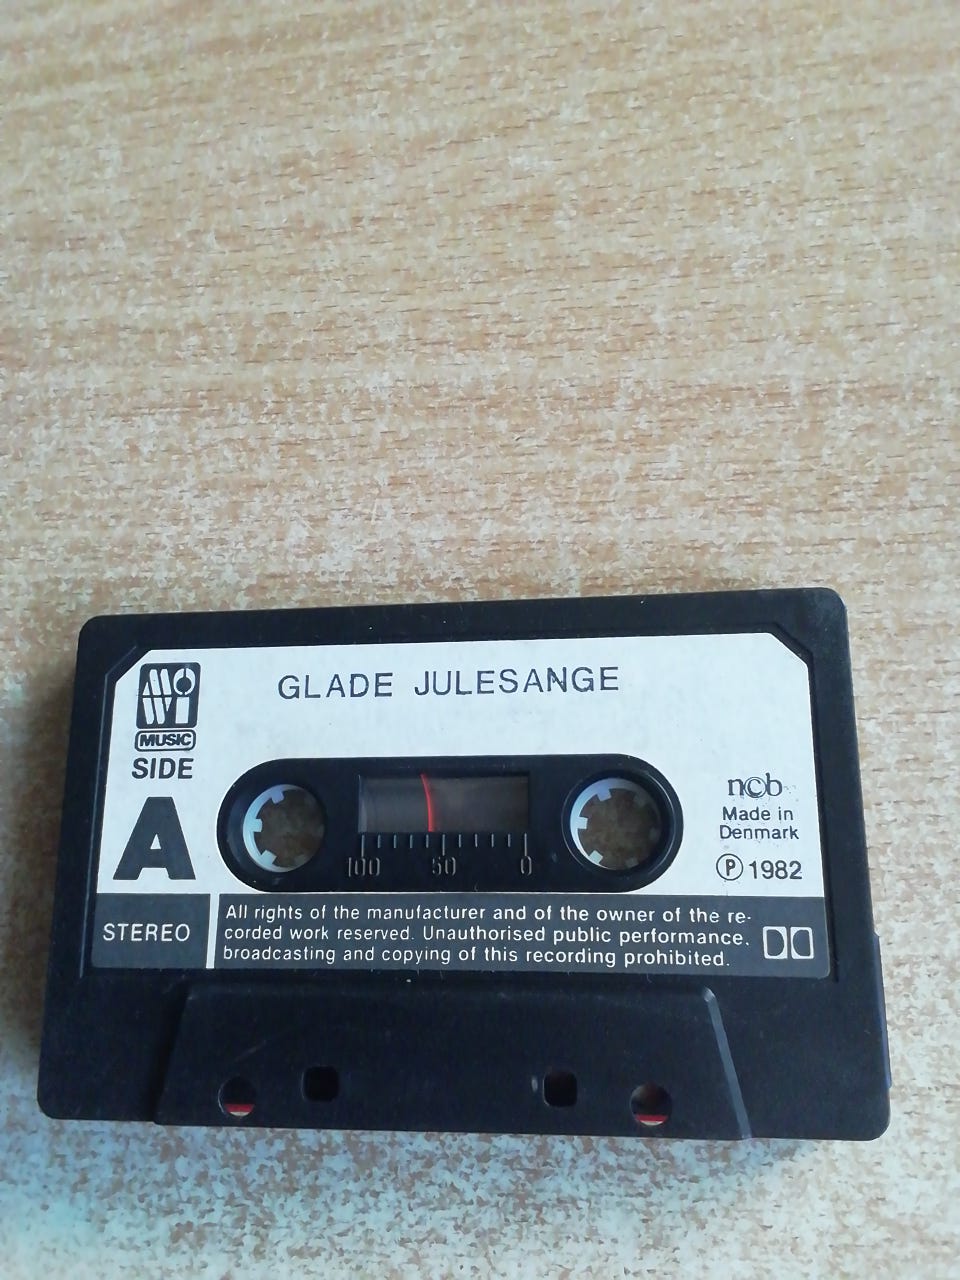 GLADE JULESANGE
MOWI
MUSIC
SIDE
A
100 50 0
ncb
Made in
Denmark
Ⓟ 1982
STEREO
All rights of the manufacturer and of the owner of the re-
corded work reserved. Unauthorised public performance,
broadcasting and copying of this recording prohibited.